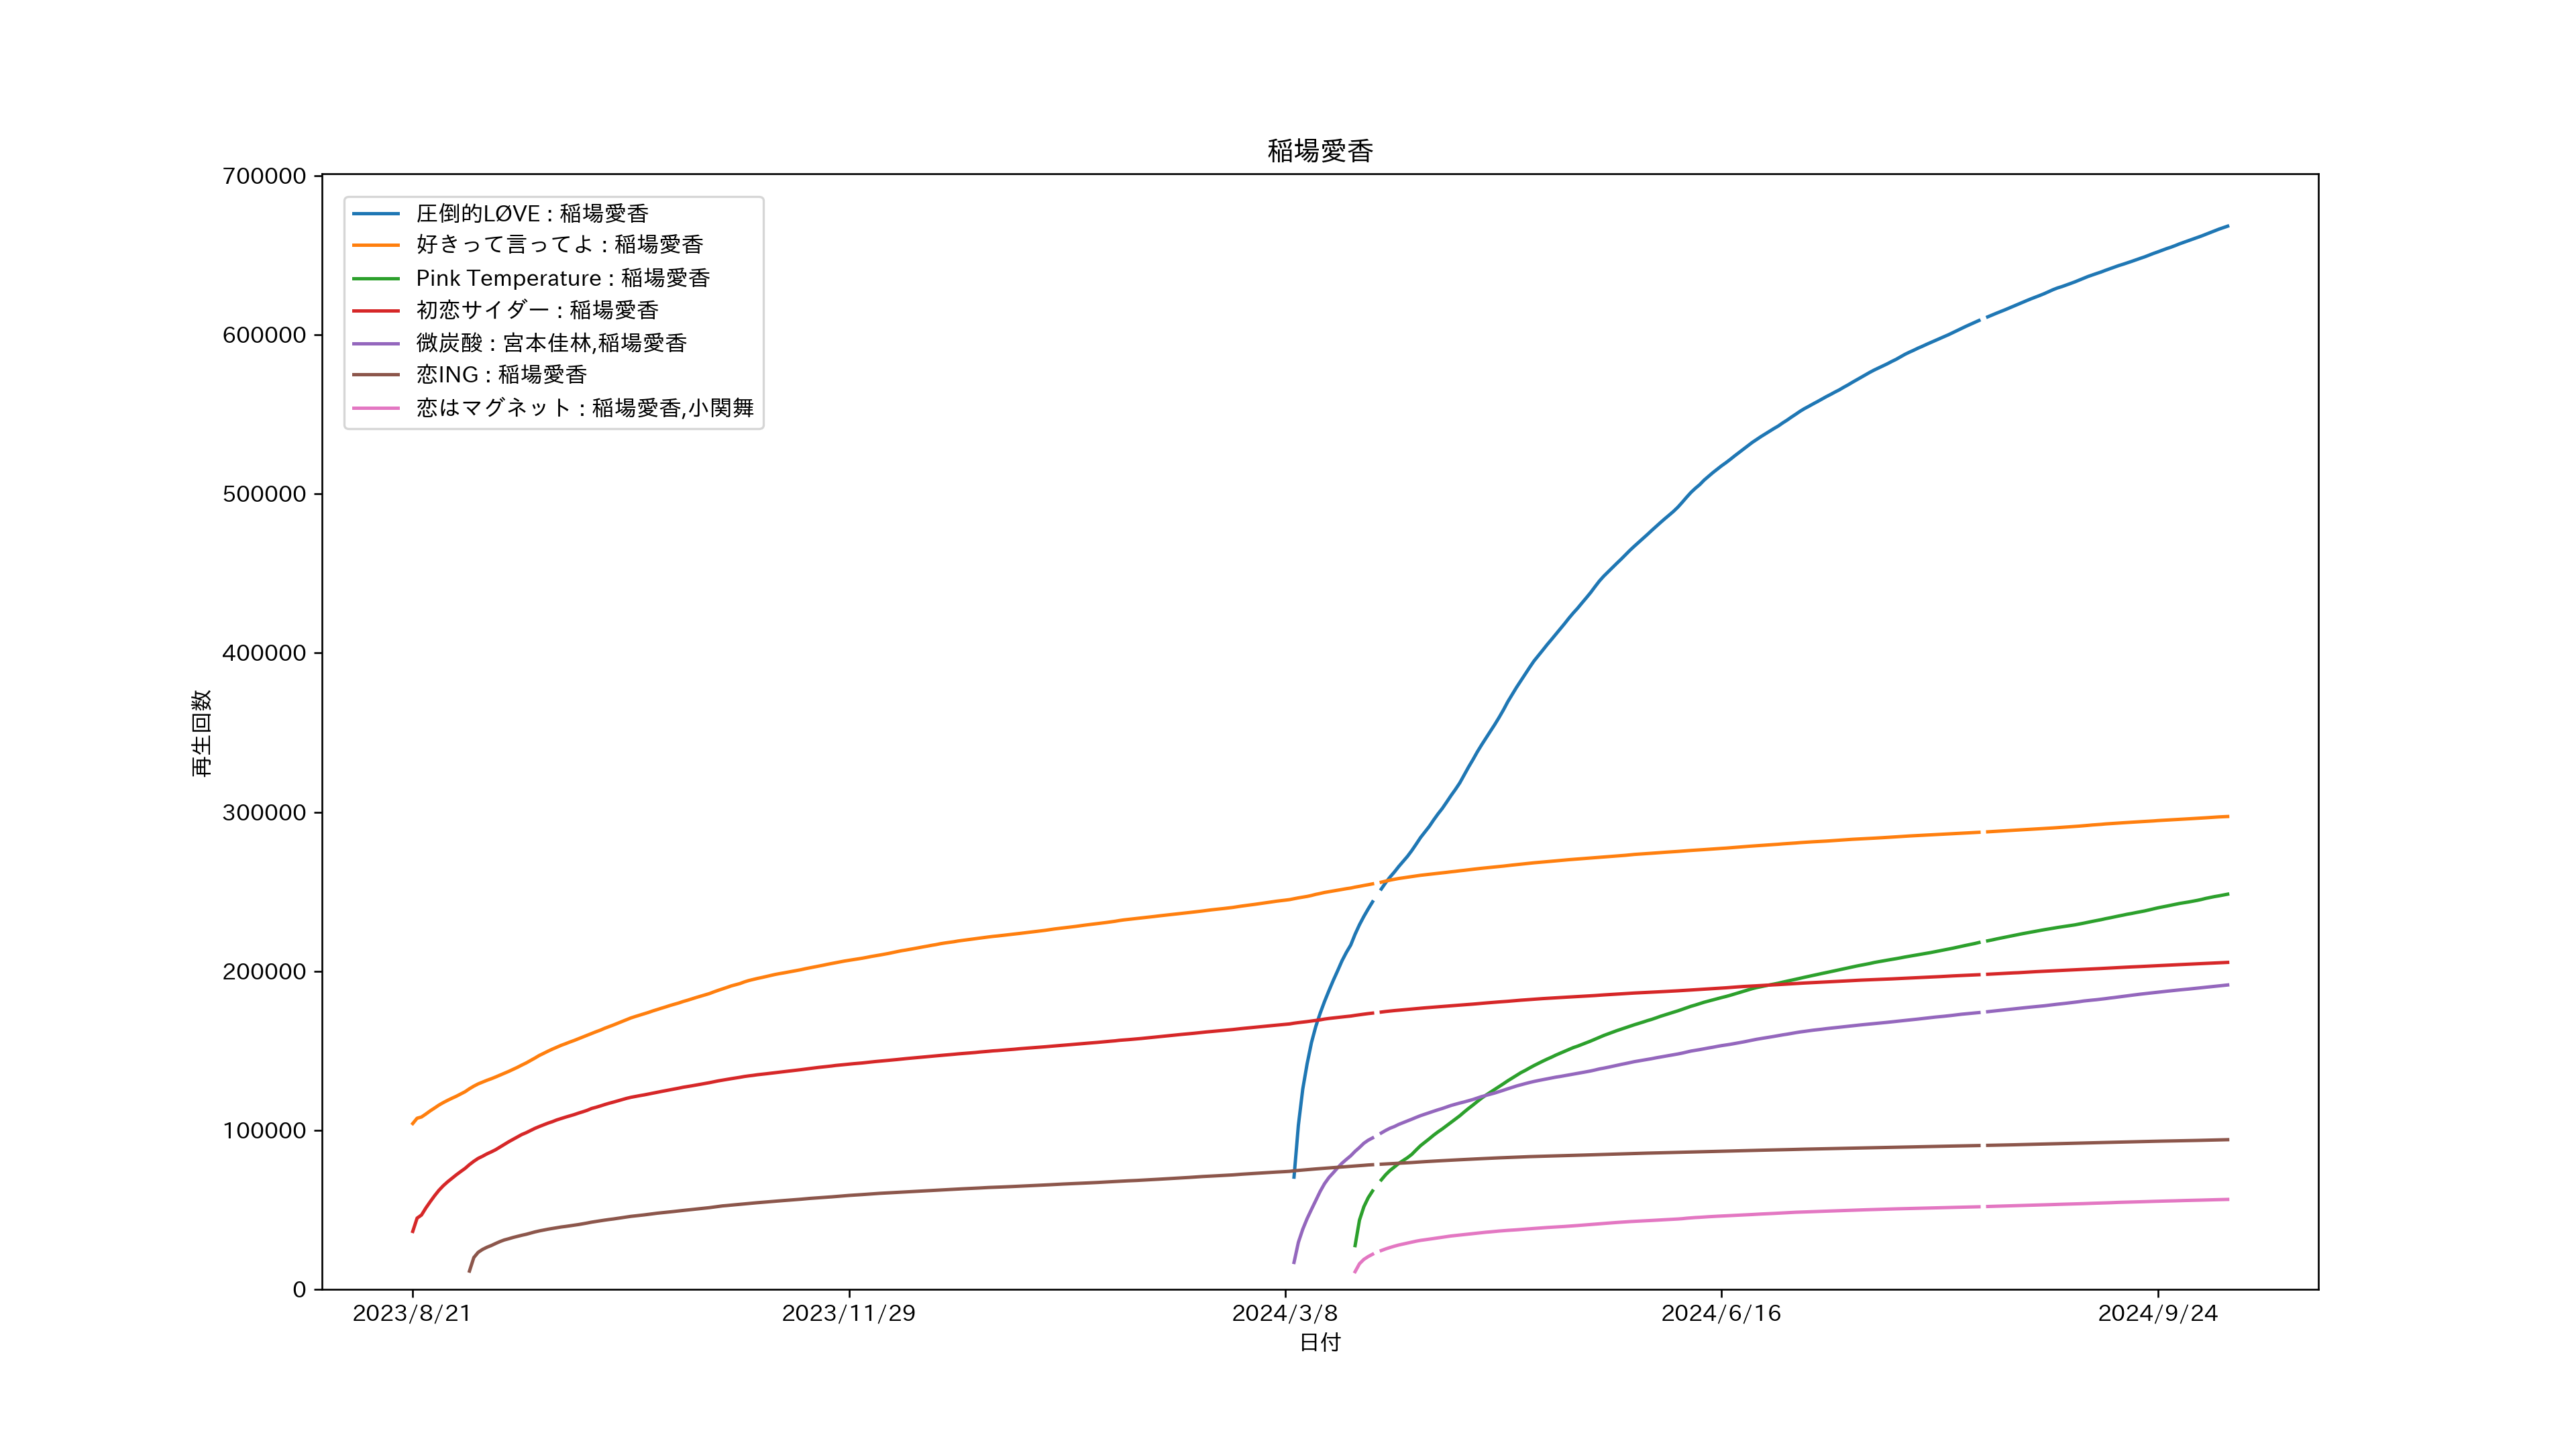 稲場愛香
700000
600000
500000
400000
300000
200000
100000
0
再生回数
圧倒的LØVE : 稲場愛香
好きって言ってよ : 稲場愛香
Pink Temperature : 稲場愛香
初恋サイダー : 稲場愛香
微炭酸 : 宮本佳林,稲場愛香
恋ING : 稲場愛香
恋はマグネット : 稲場愛香,小関舞
2023/8/21
2023/11/29
2024/3/8
2024/6/16
2024/9/24
日付